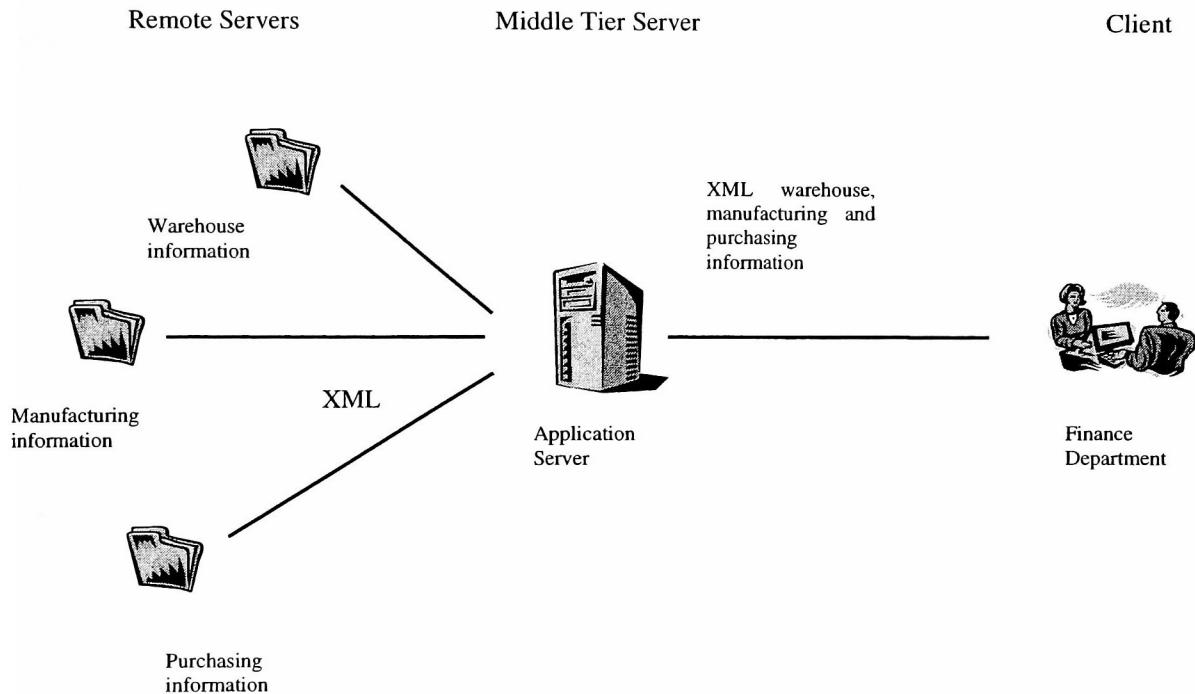 Remote Servers
Middle Tier Server
Client
Warehouse
information
XML warehouse,
manufacturing and
purchasing
information
Manufacturing
information
XML
Application
Server
Finance
Department
Purchasing
information